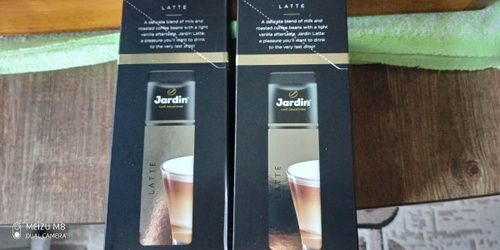 LATTE
A delicate blend of milk and
roasted coffee beans with a light
vanilla aftertaste. Jardin Latte:
a pleasure you'll want to drink
to the very last drop!
Jardin
LATTE
LATTE
A delicate blend of milk and
roasted coffee beans with a light
vanilla aftertaste. Jardin Latte:
a pleasure you'll want to drink
to the very last drop!
Jardin
LATTE
MEIZU M8
DUAL CAMERA